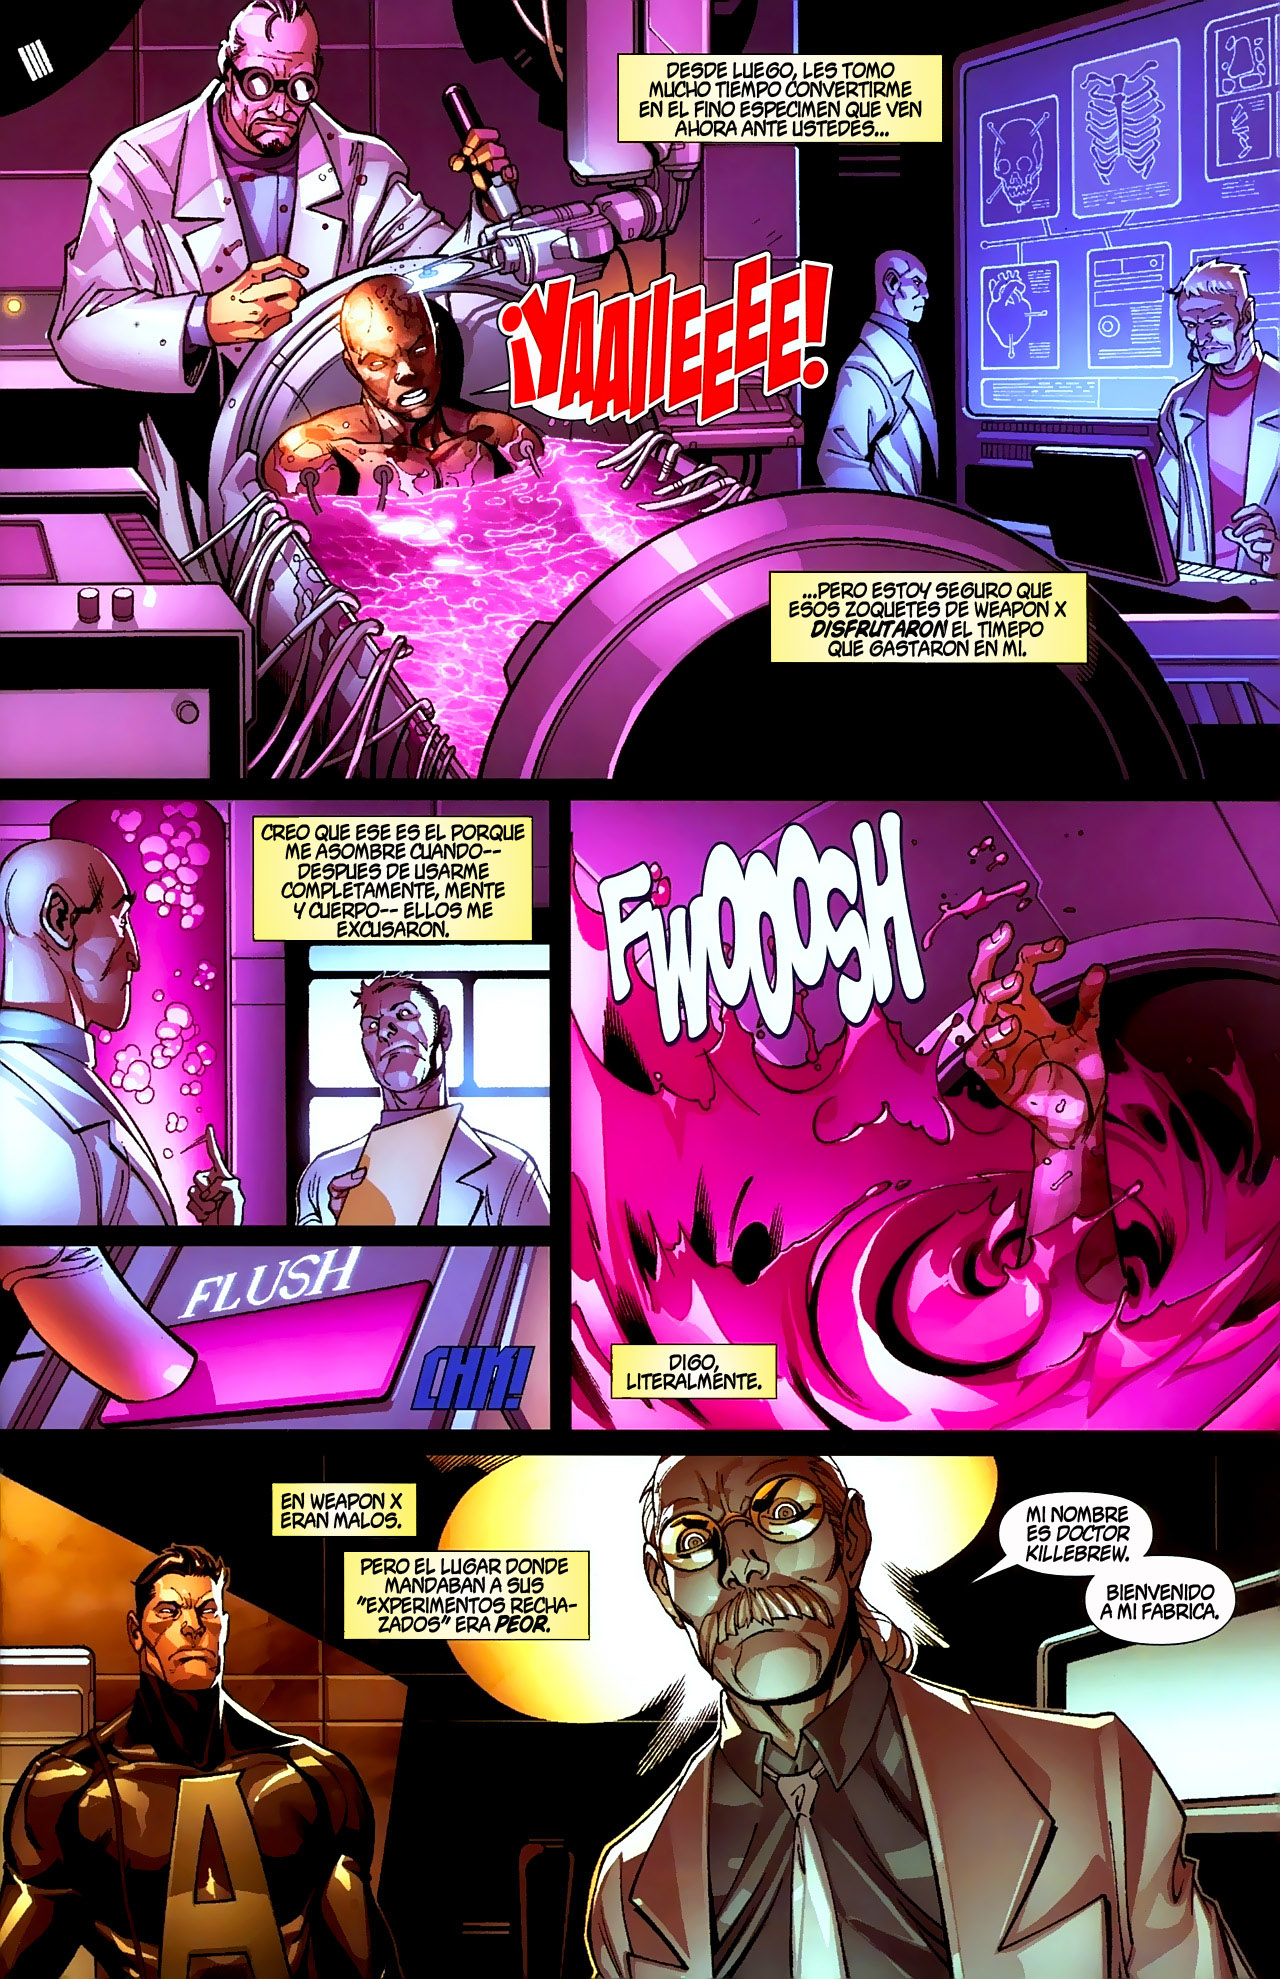 DESDE LUEGO, LES TOMO
MUCHO TIEMPO CONVERTIRME
EN EL FINO ESPECIMEN QUE VEN
AHORA ANTE USTEDES...
¡YAAIIEEEEE!
...PERO ESTOY SEGURO QUE
ESOS ZOQUETES DE WEAPON X
DISFRUTARON EL TIMEPO
QUE GASTARON EN MI.
CREO QUE ESE ES EL PORQUE
ME ASOMBRE CUANDO--
DESPUES DE USARME
COMPLETAMENTE, MENTE
Y CUERPO-- ELLOS ME
EXCUSARON.
FLUSH
CHK!
FWOOOOSH
DIGO,
LITERALMENTE.
EN WEAPON X
ERAN MALOS.
PERO EL LUGAR DONDE
MANDABAN A SUS
"EXPERIMENTOS RECHA-
ZADOS" ERA PEOR.
A
MI NOMBRE
ES DOCTOR
KILLEBREW.
BIENVENIDO
A MI FABRICA.